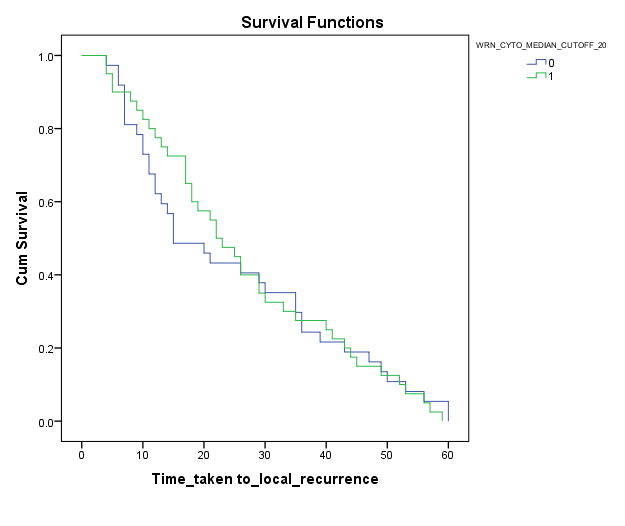 Survival Functions
WRN_CYTO_MEDIAN_CUTOFF_20
0
1
Cum Survival
1.0
0.8
0.6
0.4
0.2
0.0
0 10 20 30 40 50 60
Time_taken to_local_recurrence